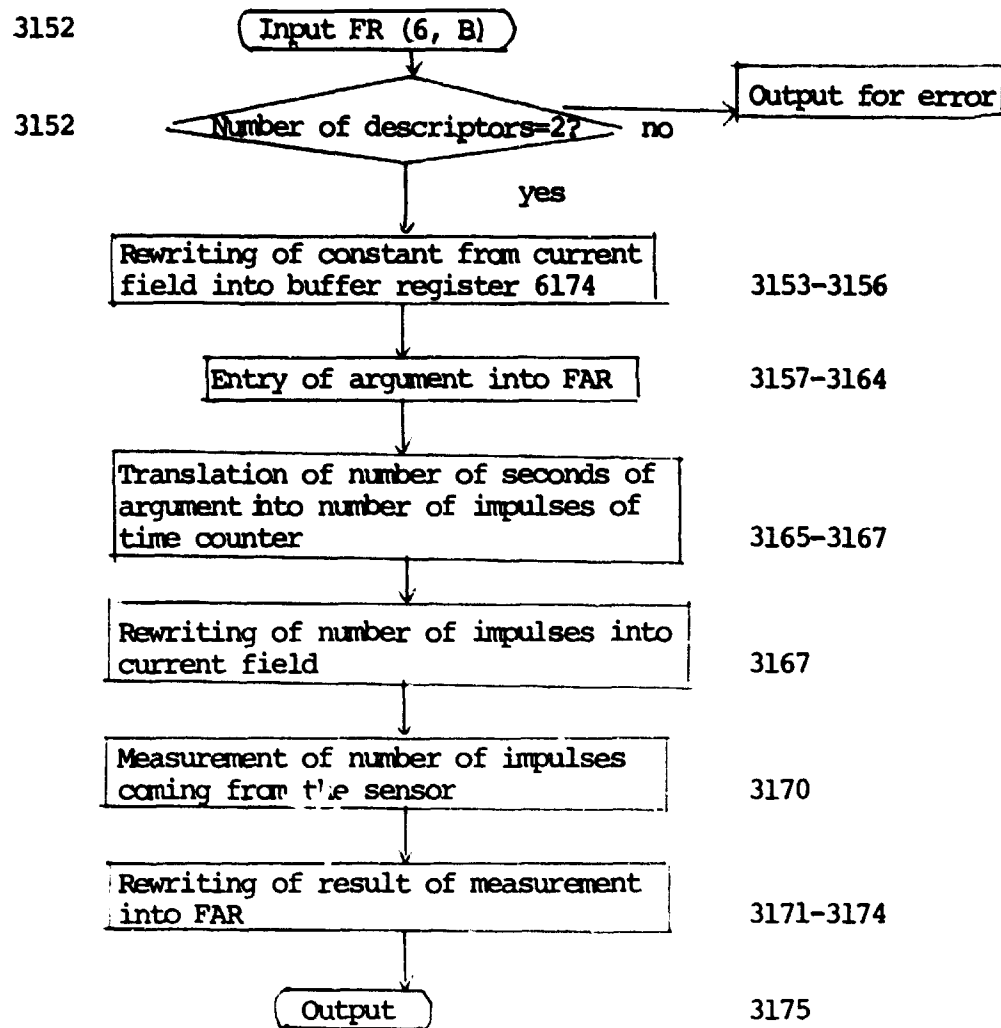 3152 Input FR (6, B)
Output for error
3152 Number of descriptors=2? no
yes
Rewriting of constant from current
field into buffer register 6174 3153-3156
Entry of argument into FAR 3157-3164
Translation of number of seconds of
argument into number of impulses of
time counter 3165-3167
Rewriting of number of impulses into
current field 3167
Measurement of number of impulses
coming from the sensor 3170
Rewriting of result of measurement
into FAR 3171-3174
Output 3175